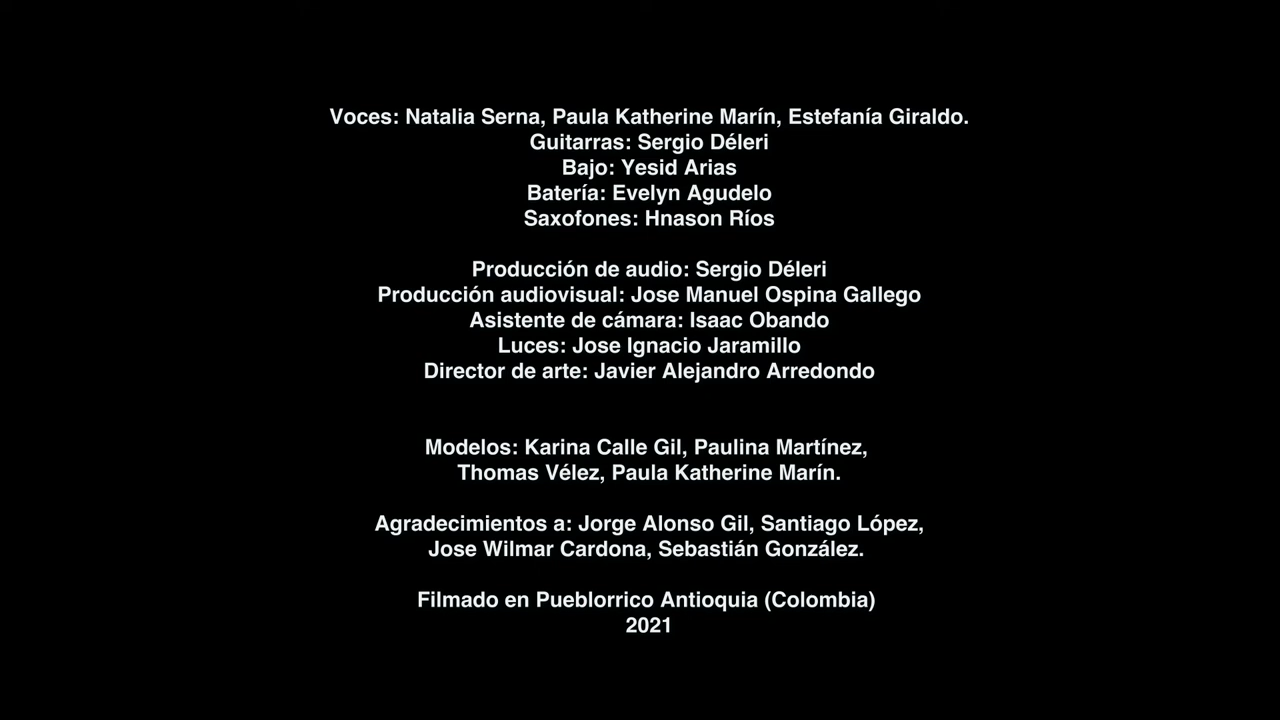 Voces: Natalia Serna, Paula Katherine Marín, Estefanía Giraldo.
Guitarras: Sergio Déleri
Bajo: Yesid Arias
Batería: Evelyn Agudelo
Saxofones: Hnason Ríos
Producción de audio: Sergio Déleri
Producción audiovisual: Jose Manuel Ospina Gallego
Asistente de cámara: Isaac Obando
Luces: Jose Ignacio Jaramillo
Director de arte: Javier Alejandro Arredondo
Modelos: Karina Calle Gil, Paulina Martínez,
Thomas Vélez, Paula Katherine Marín.
Agradecimientos a: Jorge Alonso Gil, Santiago López,
Jose Wilmar Cardona, Sebastián González.
Filmado en Pueblorrico Antioquia (Colombia)
2021